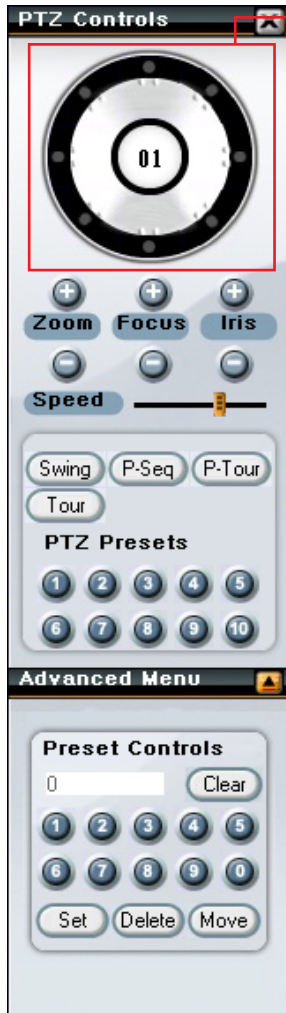 PTZ Controls
01
Zoom Focus Iris
Speed
Swing P-Seq P-Tour
Tour
PTZ Presets
1 2 3 4 5
6 7 8 9 10
Advanced Menu
Preset Controls
0 Clear
1 2 3 4 5
6 7 8 9 0
Set Delete Move